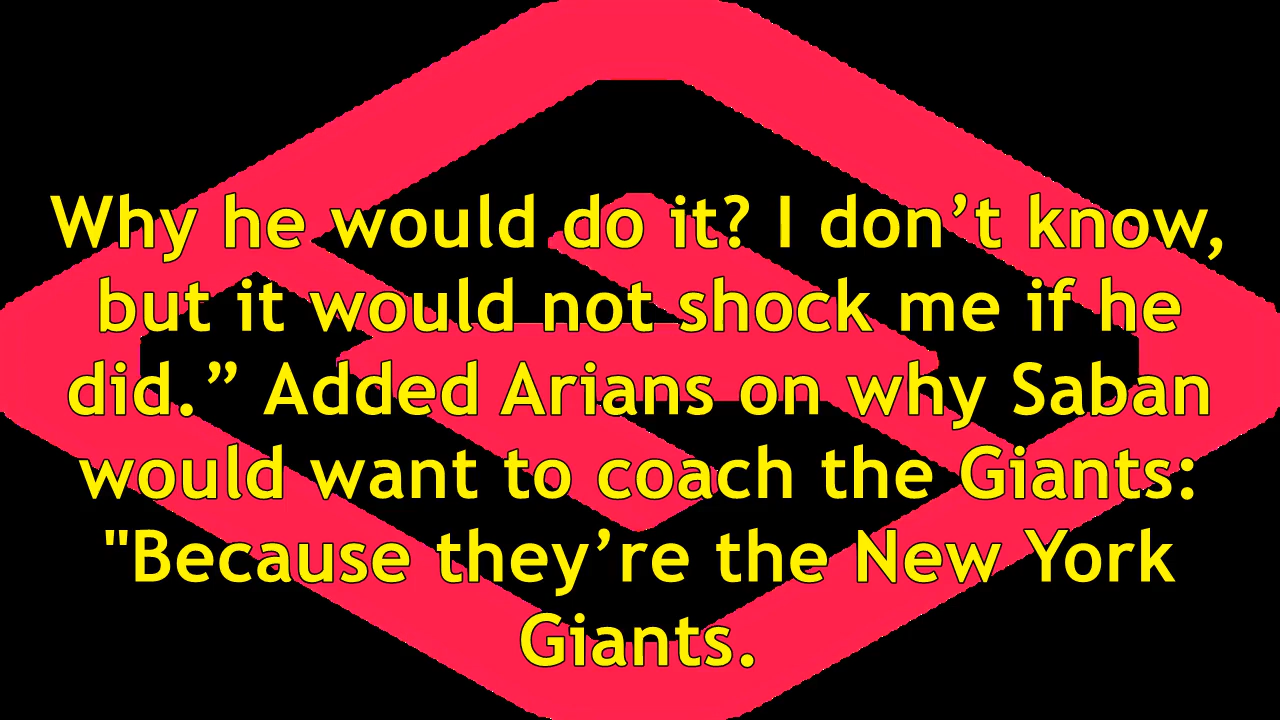 Why he would do it? I don’t know,
but it would not shock me if he
did.” Added Arians on why Saban
would want to coach the Giants:
"Because they’re the New York
Giants.